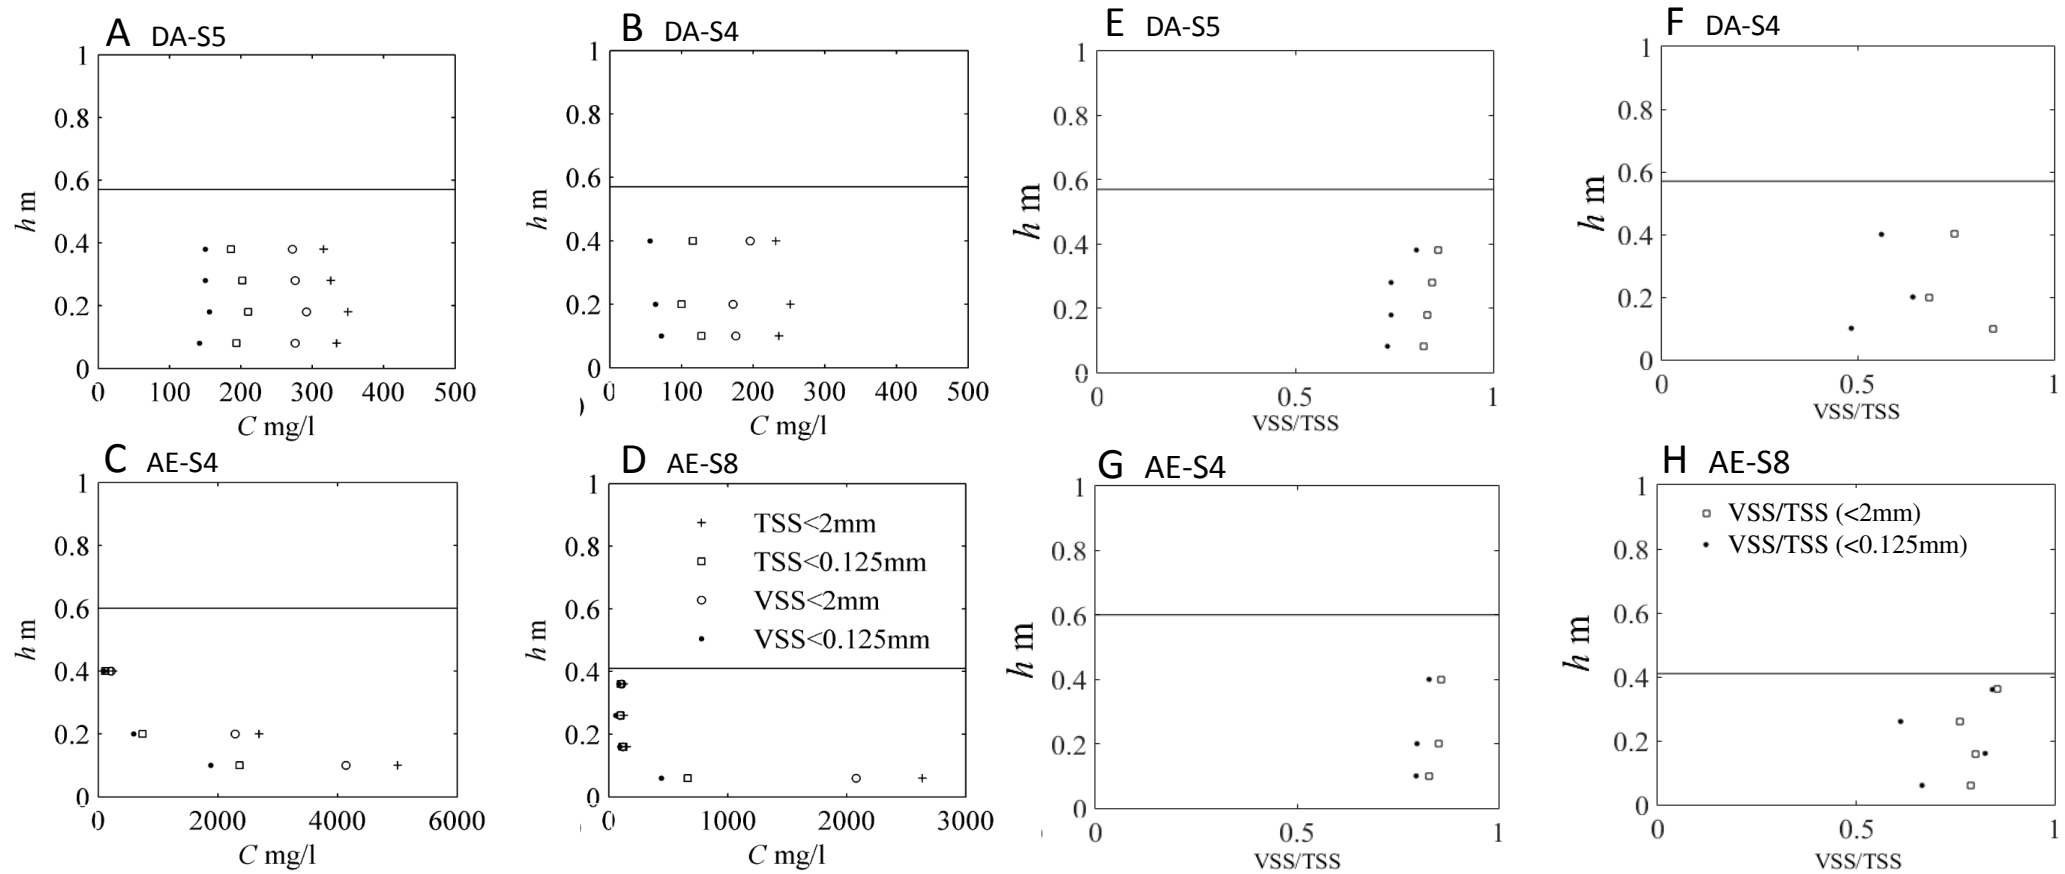 A DA-S5
1
0.8
0.6
0.4
0.2
0
h m
0 100 200 300 400 500
C mg/l
B DA-S4
1
0.8
0.6
0.4
0.2
0
h m
0 100 200 300 400 500
C mg/l
E DA-S5
1
0.8
0.6
0.4
0.2
0
h m
0 0.5 1
VSS/TSS
F DA-S4
1
0.8
0.6
0.4
0.2
0
h m
0 0.5 1
VSS/TSS
C AE-S4
1
0.8
0.6
0.4
0.2
0
h m
0 2000 4000 6000
C mg/l
D AE-S8
1
0.8
0.6
0.4
0.2
0
h m
TSS<2mm
TSS<0.125mm
VSS<2mm
VSS<0.125mm
0 1000 2000 3000
C mg/l
G AE-S4
1
0.8
0.6
0.4
0.2
0
h m
0 0.5 1
VSS/TSS
H AE-S8
1
0.8
0.6
0.4
0.2
0
h m
VSS/TSS (<2mm)
VSS/TSS (<0.125mm)
0 0.5 1
VSS/TSS